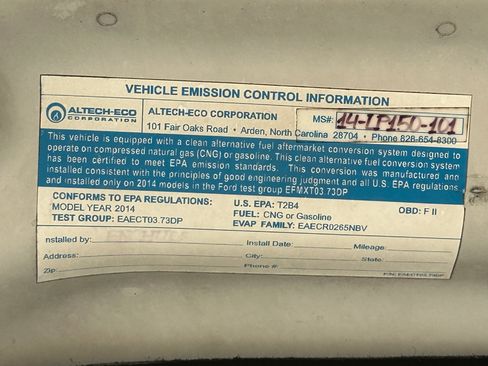 VEHICLE EMISSION CONTROL INFORMATION
ALTECH-ECO
CORPORATION
ALTECH-ECO CORPORATION
MS#: 14-LP150-101
101 Fair Oaks Road • Arden, North Carolina 28704 • Phone 828-654-8300
This vehicle is equipped with a clean alternative fuel aftermarket conversion system designed to
operate on compressed natural gas (CNG) or gasoline. This clean alternative fuel conversion system
has been certified to meet EPA emission standards. This conversion was manufactured and
installed consistent with the principles of good engineering judgment and all U.S. EPA regulations
and installed only on 2014 models in the Ford test group EFMXT03.73DP
CONFORMS TO EPA REGULATIONS:
MODEL YEAR 2014
TEST GROUP: EAECT03.73DP
U.S. EPA: T2B4
FUEL: CNG or Gasoline
EVAP FAMILY: EAECR0265NBV
OBD: F II
nstalled by:
Install Date:
Mileage
Address:
City:
State
Zip:
Phone #
P/N: EAECT03.73DP